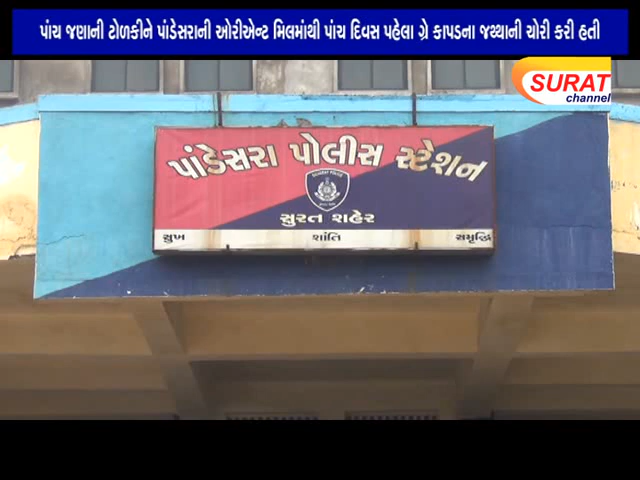 પાંચ જણાની ટોળકીને પાંડેસરાની ઓરીએન્ટ મિલમાંથી પાંચ દિવસ પહેલા ગ્રે કાપડના જથ્થાની ચોરી કરી હતી
SURAT
channel
પાંડેસરા પોલીસ સ્ટેશન
સુરત શહેર
સુખ શાંતિ સમૃદ્ધિ